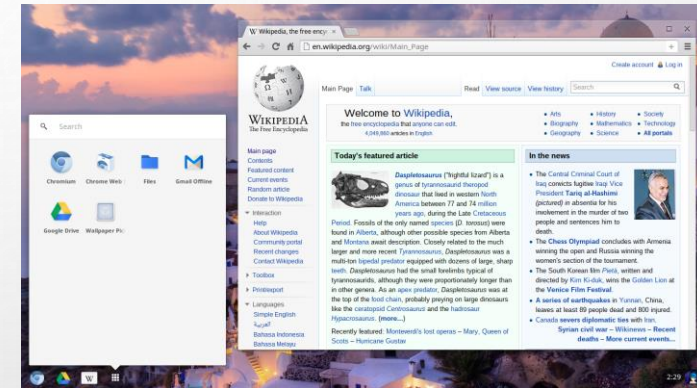 Wikipedia, the free ency
en.wikipedia.org/wiki/Main_Page
Create account Log in
Main Page Talk Read View source View history Search
WIKIPEDIA
The Free Encyclopedia
Welcome to Wikipedia,
the free encyclopedia that anyone can edit.
4,049,860 articles in English
• Arts • History • Society
• Biography • Mathematics • Technology
• Geography • Science • All portals
Main page
Contents
Featured content
Current events
Random article
Donate to Wikipedia
Interaction
Help
About Wikipedia
Community portal
Recent changes
Contact Wikipedia
Toolbox
Print/export
Languages
Simple English
العربية
Bahasa Indonesia
Bahasa Melayu
Today's featured article
Daspletosaurus ("frightful lizard") is a
genus of tyrannosaurid theropod
dinosaur that lived in western North
America between 77 and 74 million
years ago, during the Late Cretaceous
Period. Fossils of the only named species (D. torosus) were
found in Alberta, although other possible species from Alberta
and Montana await description. Closely related to the much
larger and more recent Tyrannosaurus, Daspletosaurus was a
multi-ton bipedal predator equipped with dozens of large, sharp
teeth. Daspletosaurus had the small forelimbs typical of
tyrannosaurids, although they were proportionately longer than
in other genera. As an apex predator, Daspletosaurus was at
the top of the food chain, probably preying on large dinosaurs
like the ceratopsid Centrosaurus and the hadrosaur
Hypacrosaurus. (more...)
Recently featured: Monteverdi's lost operas – Mary, Queen of
Scots – Hurricane Gustav
In the news
• The Central Criminal Court of
Iraq convicts fugitive Iraqi Vice
President Tariq al-Hashimi
(pictured) in absentia for his
involvement in the murder of two
people and sentences him to
death.
• The Chess Olympiad concludes with Armenia
winning the open and Russia winning the
women's section of the tournament.
• The South Korean film Pietà, written and
directed by Kim Ki-duk, wins the Golden Lion at
the Venice Film Festival.
• A series of earthquakes in Yunnan, China,
leaves at least 89 people dead and 800 injured.
• Canada severs diplomatic ties with Iran.
Syrian civil war – Wikinews – Recent
deaths – More current events...
Search
Chromium Chrome Web Files Gmail Offline
Google Drive Wallpaper Pic
W
2:29